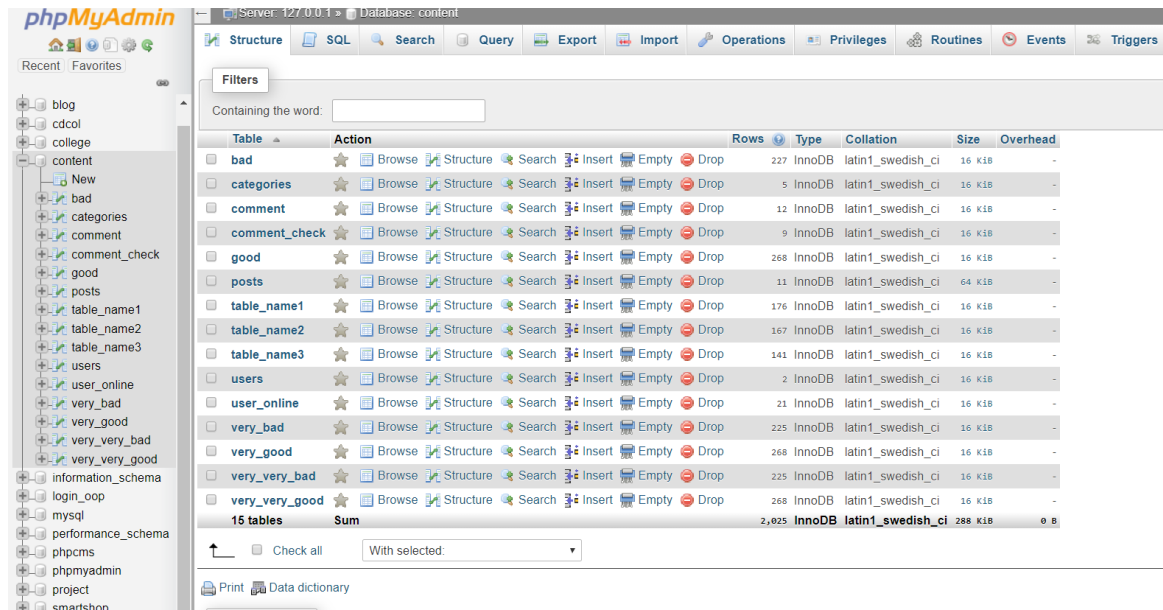 phpMyAdmin
Recent Favorites
blog
cdcol
college
content
New
bad
categories
comment
comment_check
good
posts
table_name1
table_name2
table_name3
users
user_online
very_bad
very_good
very_very_bad
very_very_good
information_schema
login_oop
mysql
performance_schema
phpcms
phpmyadmin
project
smartshop
Server: 127.0.0.1 » Database: content
Structure SQL Search Query Export Import Operations Privileges Routines Events Triggers
Filters
Containing the word:
Table Action Rows Type Collation Size Overhead
bad Browse Structure Search Insert Empty Drop 227 InnoDB latin1_swedish_ci 16 KiB -
categories Browse Structure Search Insert Empty Drop 5 InnoDB latin1_swedish_ci 16 KiB -
comment Browse Structure Search Insert Empty Drop 12 InnoDB latin1_swedish_ci 16 KiB -
comment_check Browse Structure Search Insert Empty Drop 9 InnoDB latin1_swedish_ci 16 KiB -
good Browse Structure Search Insert Empty Drop 268 InnoDB latin1_swedish_ci 16 KiB -
posts Browse Structure Search Insert Empty Drop 11 InnoDB latin1_swedish_ci 64 KiB -
table_name1 Browse Structure Search Insert Empty Drop 176 InnoDB latin1_swedish_ci 16 KiB -
table_name2 Browse Structure Search Insert Empty Drop 167 InnoDB latin1_swedish_ci 16 KiB -
table_name3 Browse Structure Search Insert Empty Drop 141 InnoDB latin1_swedish_ci 16 KiB -
users Browse Structure Search Insert Empty Drop 2 InnoDB latin1_swedish_ci 16 KiB -
user_online Browse Structure Search Insert Empty Drop 21 InnoDB latin1_swedish_ci 16 KiB -
very_bad Browse Structure Search Insert Empty Drop 225 InnoDB latin1_swedish_ci 16 KiB -
very_good Browse Structure Search Insert Empty Drop 268 InnoDB latin1_swedish_ci 16 KiB -
very_very_bad Browse Structure Search Insert Empty Drop 225 InnoDB latin1_swedish_ci 16 KiB -
very_very_good Browse Structure Search Insert Empty Drop 268 InnoDB latin1_swedish_ci 16 KiB -
15 tables Sum 2,025 InnoDB latin1_swedish_ci 288 KiB 0 B
Check all With selected:
Print Data dictionary